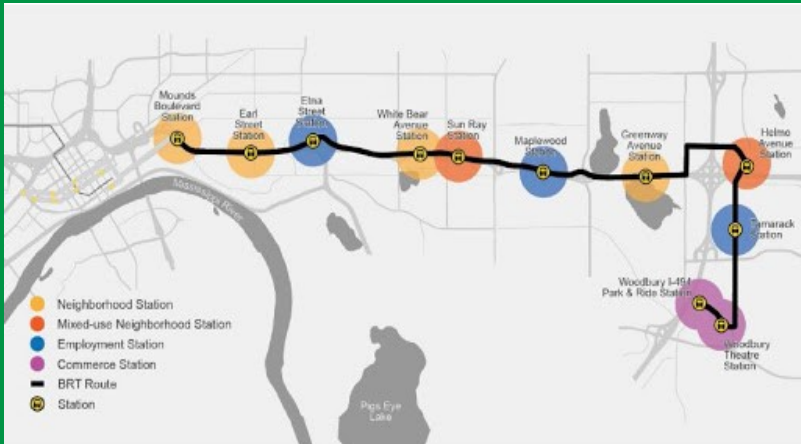 Mounds
Boulevard
Station
Earl
Street
Station
Etna
Street
Station
White Bear
Avenue Station
Sun Ray
Station
Maplewood
Station
Greenway
Avenue
Station
Helmo
Avenue
Station
Tamarack
Station
Woodbury I-494
Park & Ride Station
Woodbury
Theatre
Station
Mississippi River
Pigs Eye
Lake
Neighborhood Station
Mixed-use Neighborhood Station
Employment Station
Commerce Station
BRT Route
Station